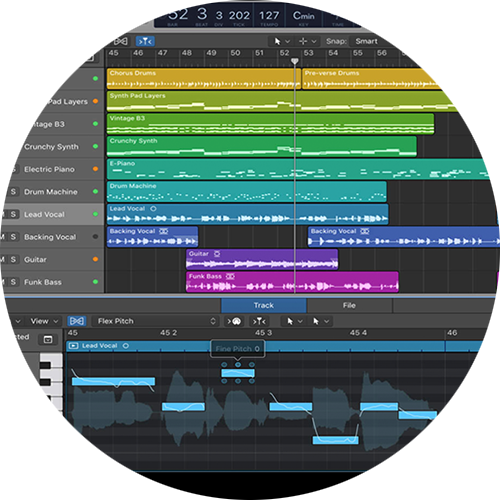 52 3 3 202 127 Cmin
BEAT DIV TICK TEMPO KEY TIME
Snap: Smart
45 46 47 48 49 50 51 52 53 54 55 56
Chorus Drums Pre-verse Drums
Pad Layers Synth Pad Layers
Vintage B3 Vintage B3
Crunchy Synth Crunchy Synth
Electric Piano E-Piano
S Drum Machine Drum Machine
M S Lead Vocal Lead Vocal
M S Backing Vocal Backing Vocal Backing Vocal
S Guitar Guitar
S Funk Bass Funk Bass
Track File
View Flex Pitch
45 45 2 45 3 45 4 46
Lead Vocal
Fine Pitch 0